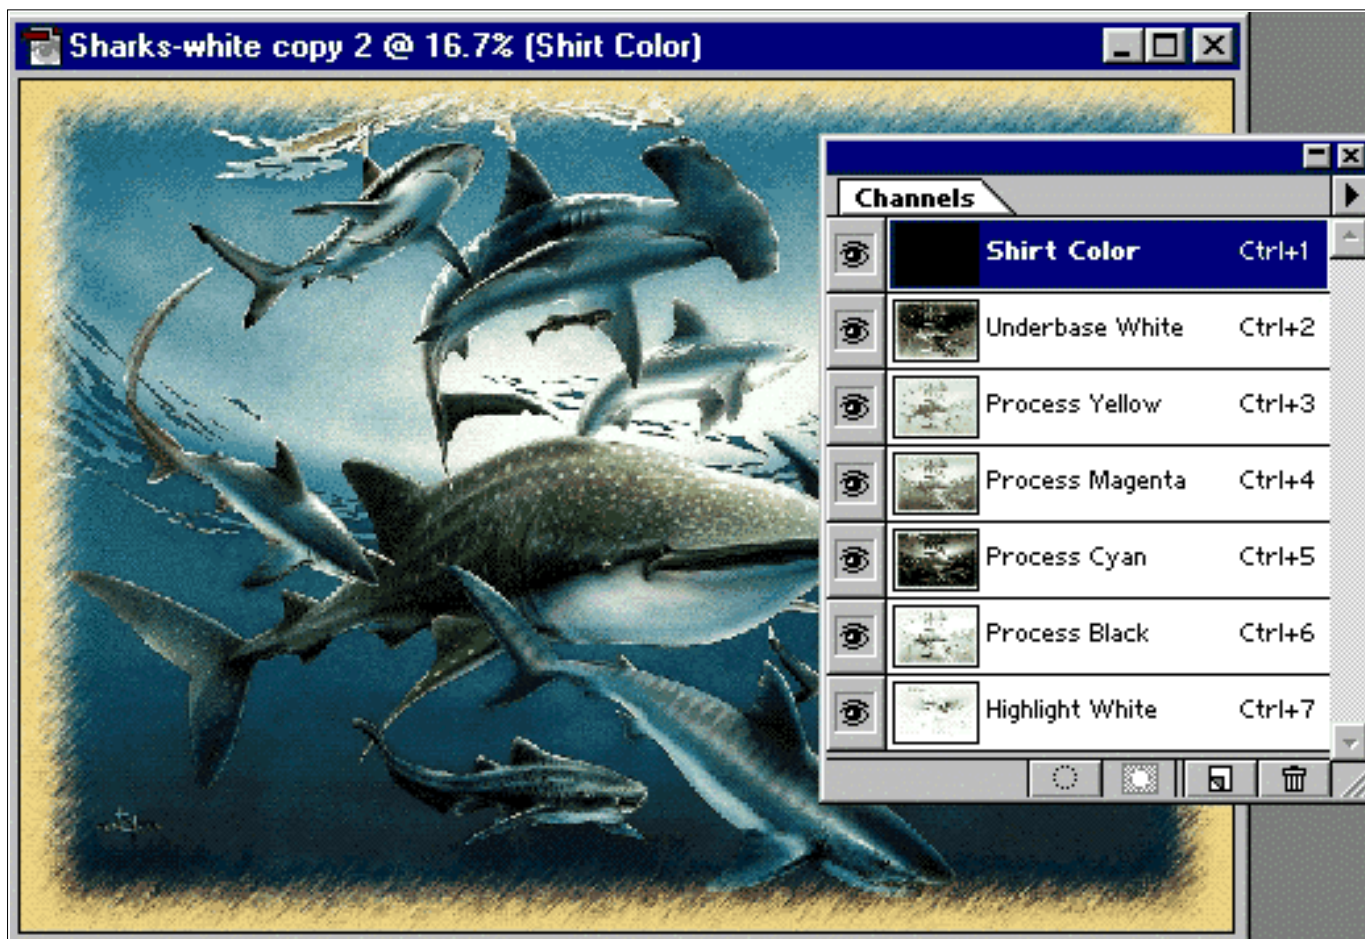 Sharks-white copy 2 @ 16.7% (Shirt Color)
Channels
Shirt Color Ctrl+1
Underbase White Ctrl+2
Process Yellow Ctrl+3
Process Magenta Ctrl+4
Process Cyan Ctrl+5
Process Black Ctrl+6
Highlight White Ctrl+7